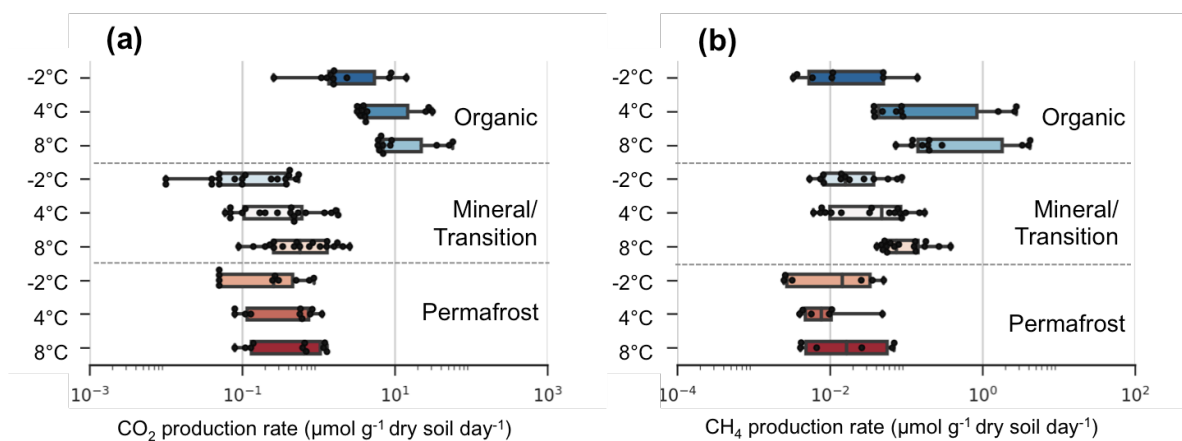 (a)
-2°C
4°C
Organic
8°C
-2°C
4°C
Mineral/
Transition
8°C
-2°C
4°C
Permafrost
8°C
10⁻³
10⁻¹
10¹
10³
CO₂ production rate (µmol g⁻¹ dry soil day⁻¹)
(b)
-2°C
4°C
Organic
8°C
-2°C
4°C
Mineral/
Transition
8°C
-2°C
4°C
Permafrost
8°C
10⁻⁴
10⁻²
10⁰
10²
CH₄ production rate (µmol g⁻¹ dry soil day⁻¹)